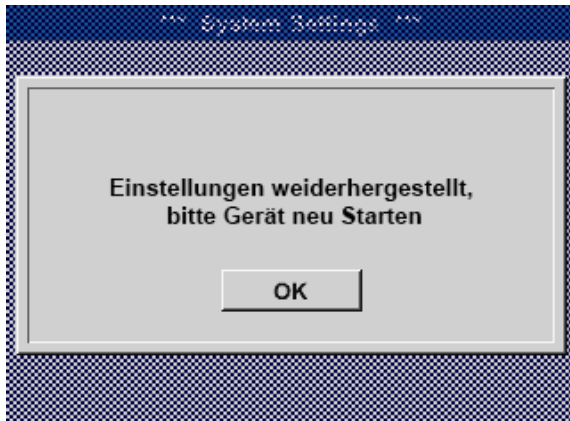 *** System Settings ***
Einstellungen weiderhergestellt,
bitte Gerät neu Starten
OK